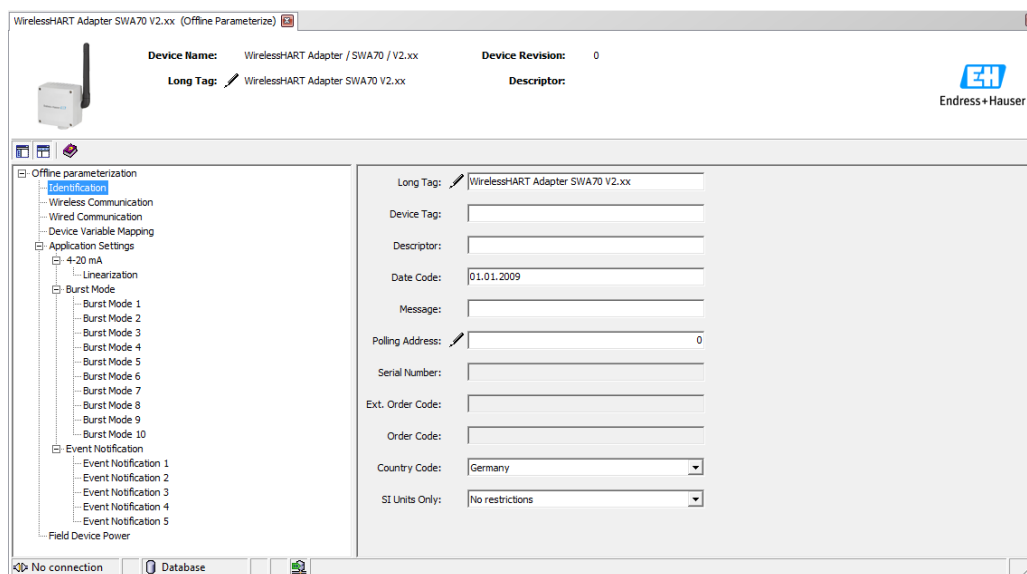 WirelessHART Adapter SWA70 V2.xx (Offline Parameterize)
Device Name: WirelessHART Adapter / SWA70 / V2.xx Device Revision: 0
Long Tag: WirelessHART Adapter SWA70 V2.xx Descriptor:
EH
Endress+Hauser
Offline parameterization
Identification
Wireless Communication
Wired Communication
Device Variable Mapping
Application Settings
4-20 mA
Linearization
Burst Mode
Burst Mode 1
Burst Mode 2
Burst Mode 3
Burst Mode 4
Burst Mode 5
Burst Mode 6
Burst Mode 7
Burst Mode 8
Burst Mode 9
Burst Mode 10
Event Notification
Event Notification 1
Event Notification 2
Event Notification 3
Event Notification 4
Event Notification 5
Field Device Power
Long Tag: WirelessHART Adapter SWA70 V2.xx
Device Tag:
Descriptor:
Date Code: 01.01.2009
Message:
Polling Address: 0
Serial Number:
Ext. Order Code:
Order Code:
Country Code: Germany
SI Units Only: No restrictions
No connection Database